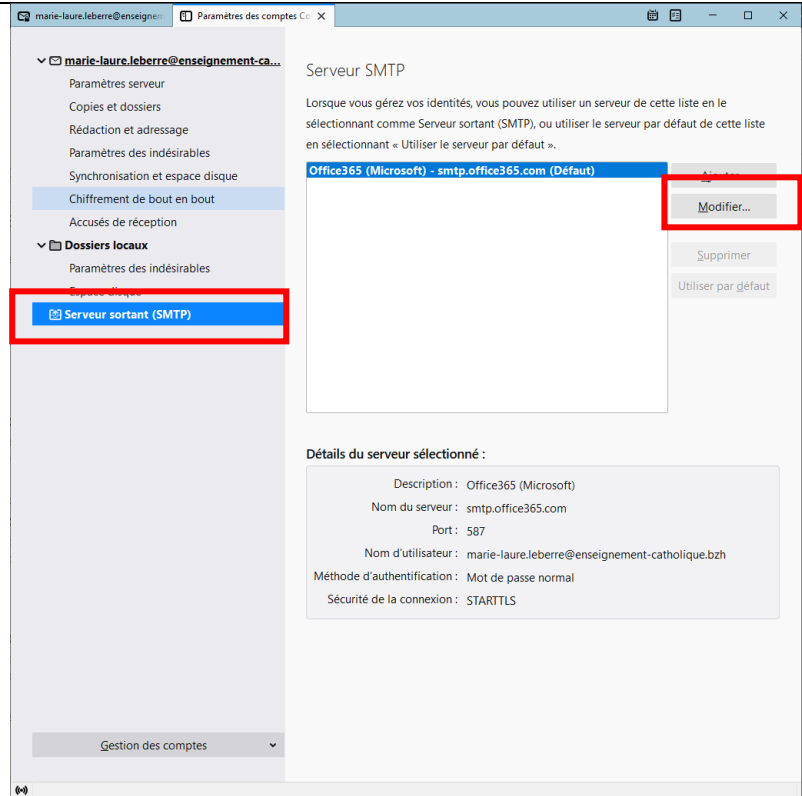 marie-laure.leberre@enseignem
Paramètres des comptes Co
marie-laure.leberre@enseignement-ca...
Paramètres serveur
Copies et dossiers
Rédaction et adressage
Paramètres des indésirables
Synchronisation et espace disque
Chiffrement de bout en bout
Accusés de réception
Dossiers locaux
Paramètres des indésirables
Espace disque
Serveur sortant (SMTP)
Gestion des comptes
Serveur SMTP
Lorsque vous gérez vos identités, vous pouvez utiliser un serveur de cette liste en le
sélectionnant comme Serveur sortant (SMTP), ou utiliser le serveur par défaut de cette liste
en sélectionnant « Utiliser le serveur par défaut ».
Office365 (Microsoft) - smtp.office365.com (Défaut)
Ajouter...
Modifier...
Supprimer
Utiliser par défaut
Détails du serveur sélectionné :
Description : Office365 (Microsoft)
Nom du serveur : smtp.office365.com
Port : 587
Nom d'utilisateur : marie-laure.leberre@enseignement-catholique.bzh
Méthode d'authentification : Mot de passe normal
Sécurité de la connexion : STARTTLS